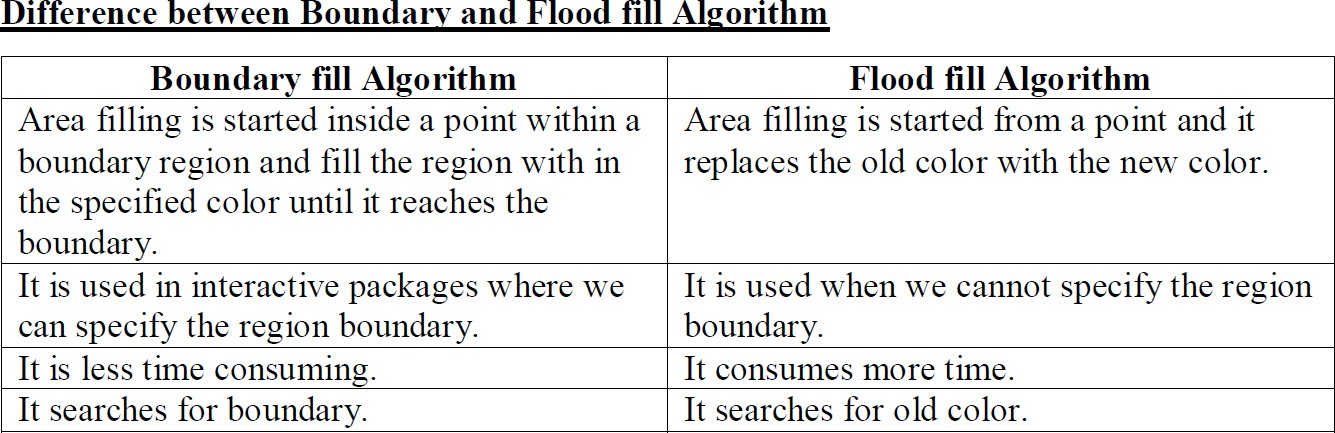 Difference between Boundary and Flood fill Algorithm
Boundary fill Algorithm
Flood fill Algorithm
Area filling is started inside a point within a
boundary region and fill the region with in
the specified color until it reaches the
boundary.
Area filling is started from a point and it
replaces the old color with the new color.
It is used in interactive packages where we
can specify the region boundary.
It is used when we cannot specify the region
boundary.
It is less time consuming.
It consumes more time.
It searches for boundary.
It searches for old color.